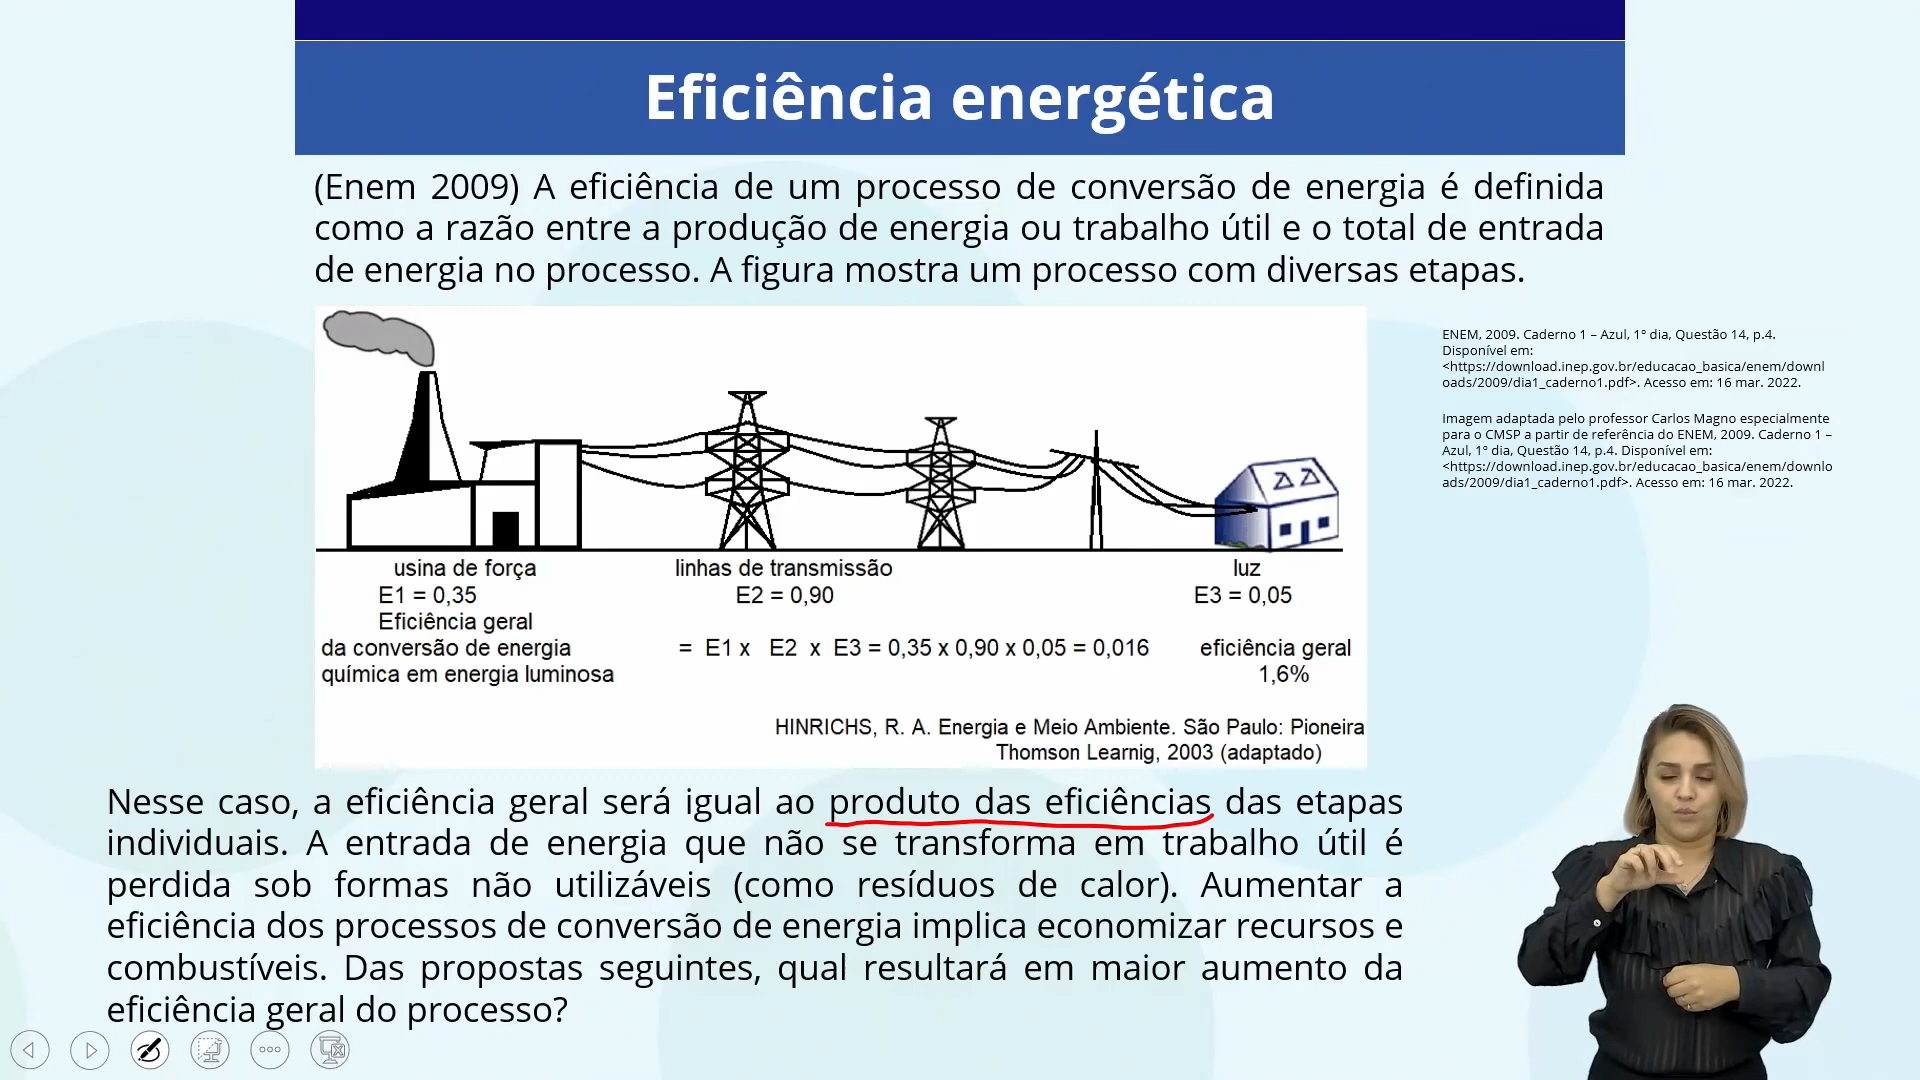 Eficiência energética
(Enem 2009) A eficiência de um processo de conversão de energia é definida
como a razão entre a produção de energia ou trabalho útil e o total de entrada
de energia no processo. A figura mostra um processo com diversas etapas.
ENEM, 2009. Caderno 1 – Azul, 1º dia, Questão 14, p.4.
Disponível em:
<https://download.inep.gov.br/educacao_basica/enem/downl
oads/2009/dia1_caderno1.pdf>. Acesso em: 16 mar. 2022.
Imagem adaptada pelo professor Carlos Magno especialmente
para o CMSP a partir de referência do ENEM, 2009. Caderno 1 –
Azul, 1º dia, Questão 14, p.4. Disponível em:
<https://download.inep.gov.br/educacao_basica/enem/downlo
ads/2009/dia1_caderno1.pdf>. Acesso em: 16 mar. 2022.
usina de força linhas de transmissão luz
E1 = 0,35 E2 = 0,90 E3 = 0,05
Eficiência geral
da conversão de energia = E1 x E2 x E3 = 0,35 x 0,90 x 0,05 = 0,016 eficiência geral
química em energia luminosa 1,6%
HINRICHS, R. A. Energia e Meio Ambiente. São Paulo: Pioneira
Thomson Learnig, 2003 (adaptado)
Nesse caso, a eficiência geral será igual ao produto das eficiências das etapas
individuais. A entrada de energia que não se transforma em trabalho útil é
perdida sob formas não utilizáveis (como resíduos de calor). Aumentar a
eficiência dos processos de conversão de energia implica economizar recursos e
combustíveis. Das propostas seguintes, qual resultará em maior aumento da
eficiência geral do processo?